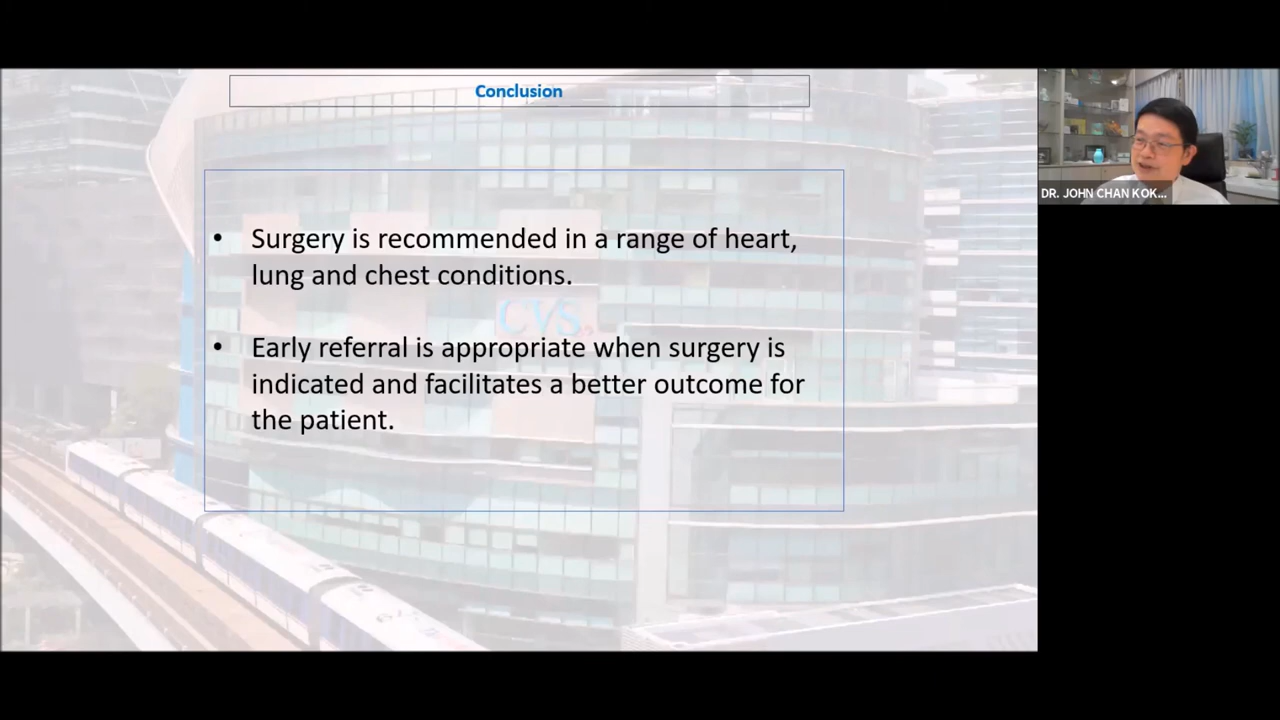 Conclusion
• Surgery is recommended in a range of heart,
lung and chest conditions.
CVS
• Early referral is appropriate when surgery is
indicated and facilitates a better outcome for
the patient.
DR. JOHN CHAN KOK...